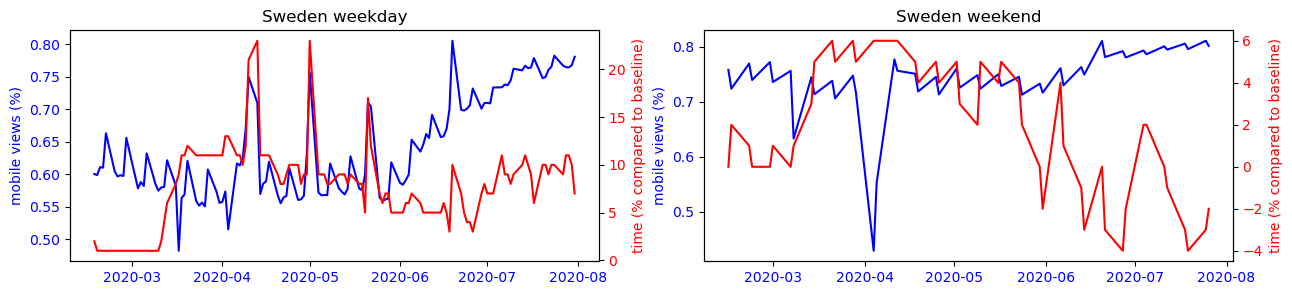 Sweden weekday
mobile views (%)
0.80
0.75
0.70
0.65
0.60
0.55
0.50
20
15
10
5
0
time (% compared to baseline)
2020-03 2020-04 2020-05 2020-06 2020-07 2020-08
Sweden weekend
mobile views (%)
0.8
0.7
0.6
0.5
6
4
2
0
−2
−4
time (% compared to baseline)
2020-03 2020-04 2020-05 2020-06 2020-07 2020-08